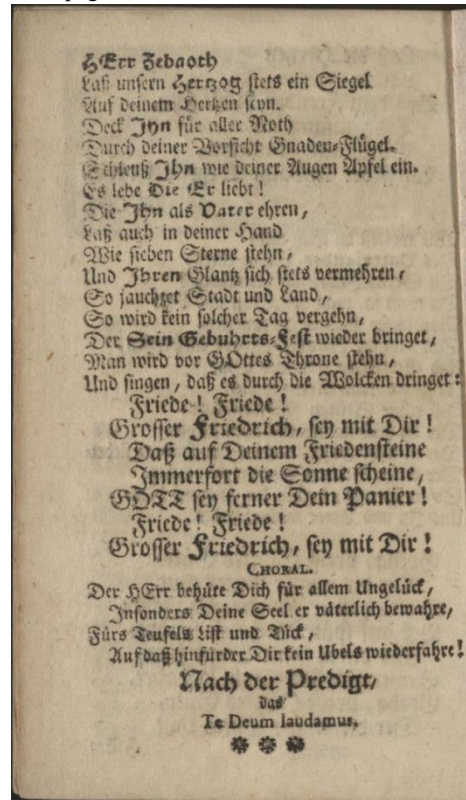 HErr Zebaoth
Laß unsern Hertzog stets ein Siegel
Auf deinem Hertzen seyn.
Deck Ihn für aller Noth
Durch deiner Vorsicht Gnaden-Flügel.
Schleuß Ihn wie deiner Augen Apfel ein.
Es lebe Die Er liebt!
Die Ihn als Vater ehren,
Laß auch in deiner Hand
Wie sieben Sterne stehn,
Und Ihren Glantz sich stets vermehren,
So jauchzet Stadt und Land,
So wird kein solcher Tag vergehn,
Der Sein Gebuhrts-Fest wieder bringet,
Man wird vor GOttes Throne stehn,
Und singen, daß es durch die Wolcken dringet:
Friede! Friede!
Grosser Friedrich, sey mit Dir!
Daß auf Deinem Friedensteine
Immerfort die Sonne scheine,
GOTT sey ferner Dein Panier!
Friede! Friede!
Grosser Friedrich, sey mit Dir!
CHORAL.
Der HErr behüte Dich für allem Ungelück,
Insonders Deine Seel er väterlich bewahre,
Fürs Teufels List und Tück,
Auf daß hinfürder Dir kein Ubels wiederfahre!
Nach der Predigt,
das
Te Deum laudamus.